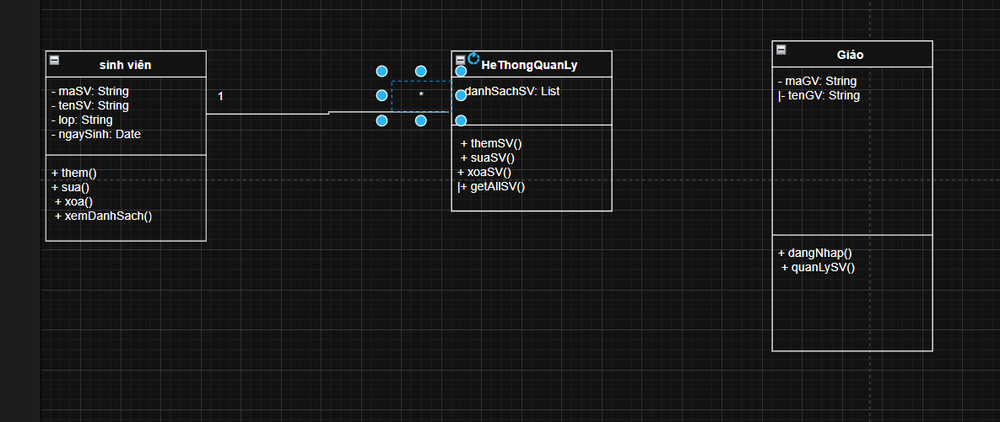 sinh viên
- maSV: String
- tenSV: String
- lop: String
- ngaySinh: Date
+ them()
+ sua()
+ xoa()
+ xemDanhSach()
1
*
HeThongQuanLy
-danhSachSV: List
+ themSV()
+ suaSV()
+ xoaSV()
|+ getAllSV()
Giáo
- maGV: String
|- tenGV: String
+ dangNhap()
+ quanLySV()